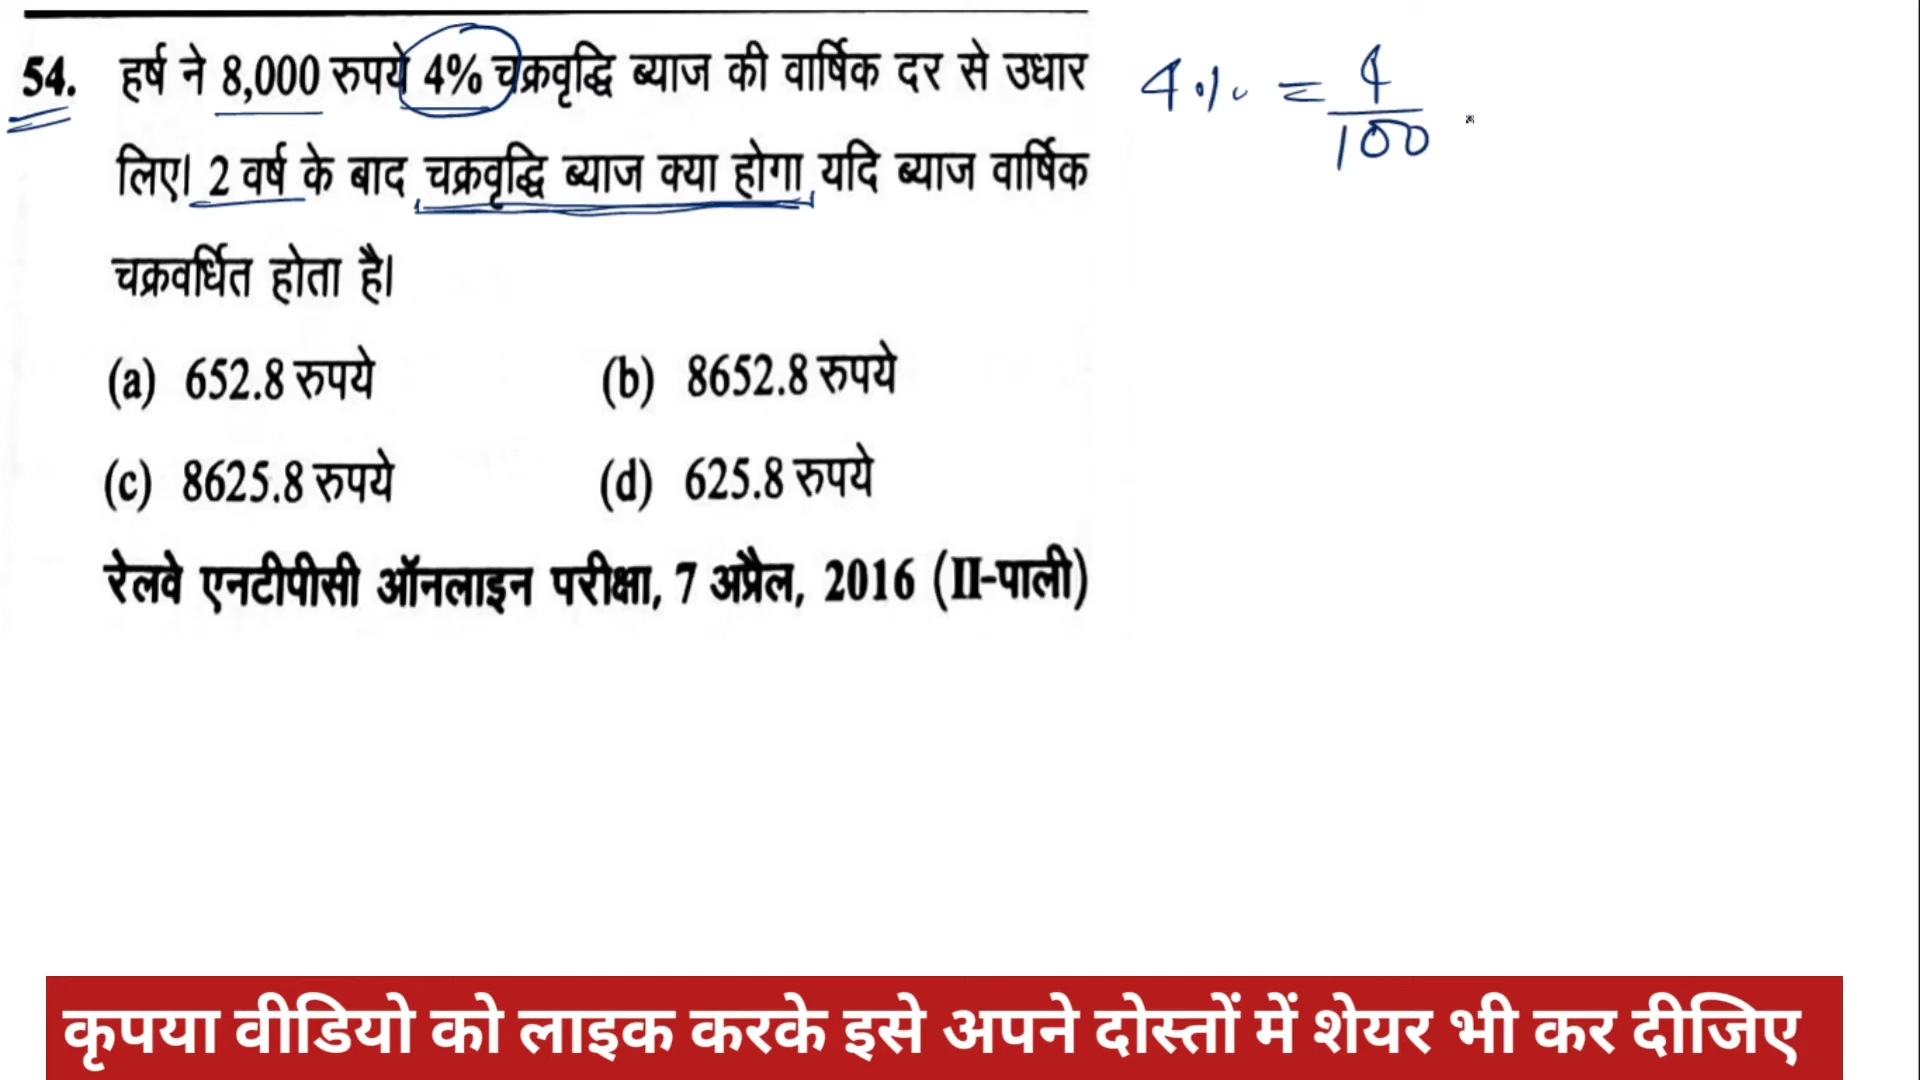 54. हर्ष ने 8,000 रुपये 4% चक्रवृद्धि ब्याज की वार्षिक दर से उधार
लिए। 2 वर्ष के बाद चक्रवृद्धि ब्याज क्या होगा यदि ब्याज वार्षिक
चक्रवर्धित होता है।
(a) 652.8 रुपये (b) 8652.8 रुपये
(c) 8625.8 रुपये (d) 625.8 रुपये
रेलवे एनटीपीसी ऑनलाइन परीक्षा, 7 अप्रैल, 2016 (II-पाली)
4% = 4/100
कृपया वीडियो को लाइक करके इसे अपने दोस्तों में शेयर भी कर दीजिए